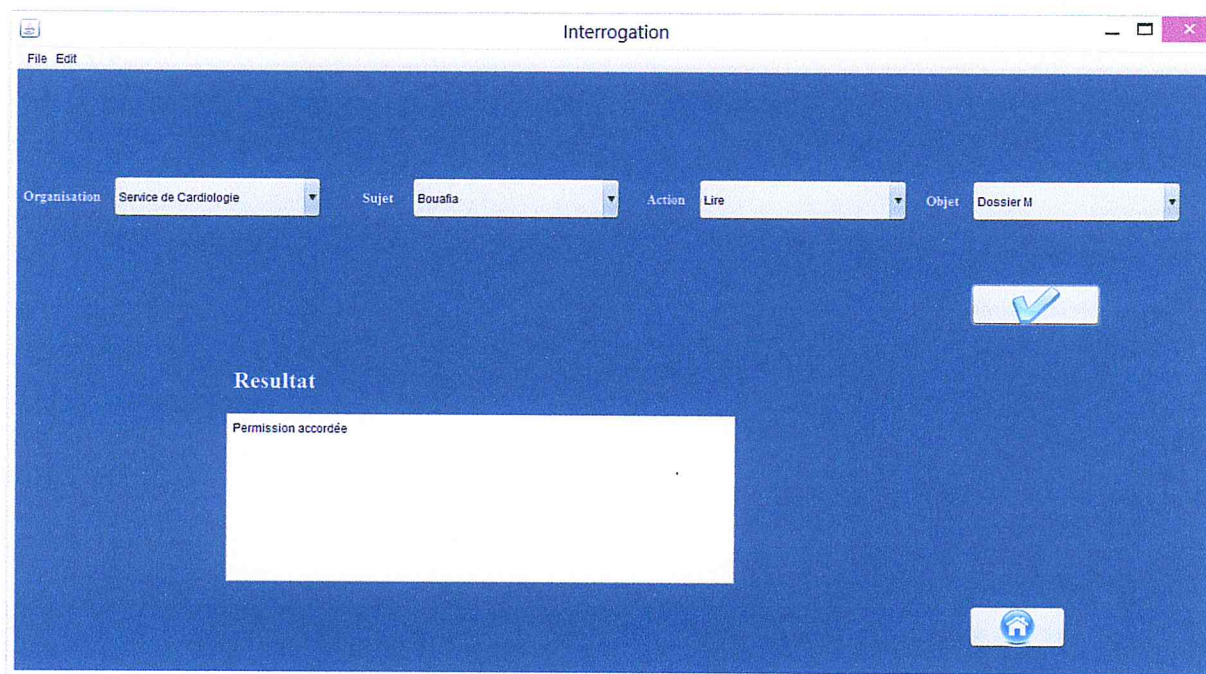 Interrogation
File Edit
Organisation Service de Cardiologie Sujet Bouafia Action Lire Objet Dossier M
Resultat
Permission accordée